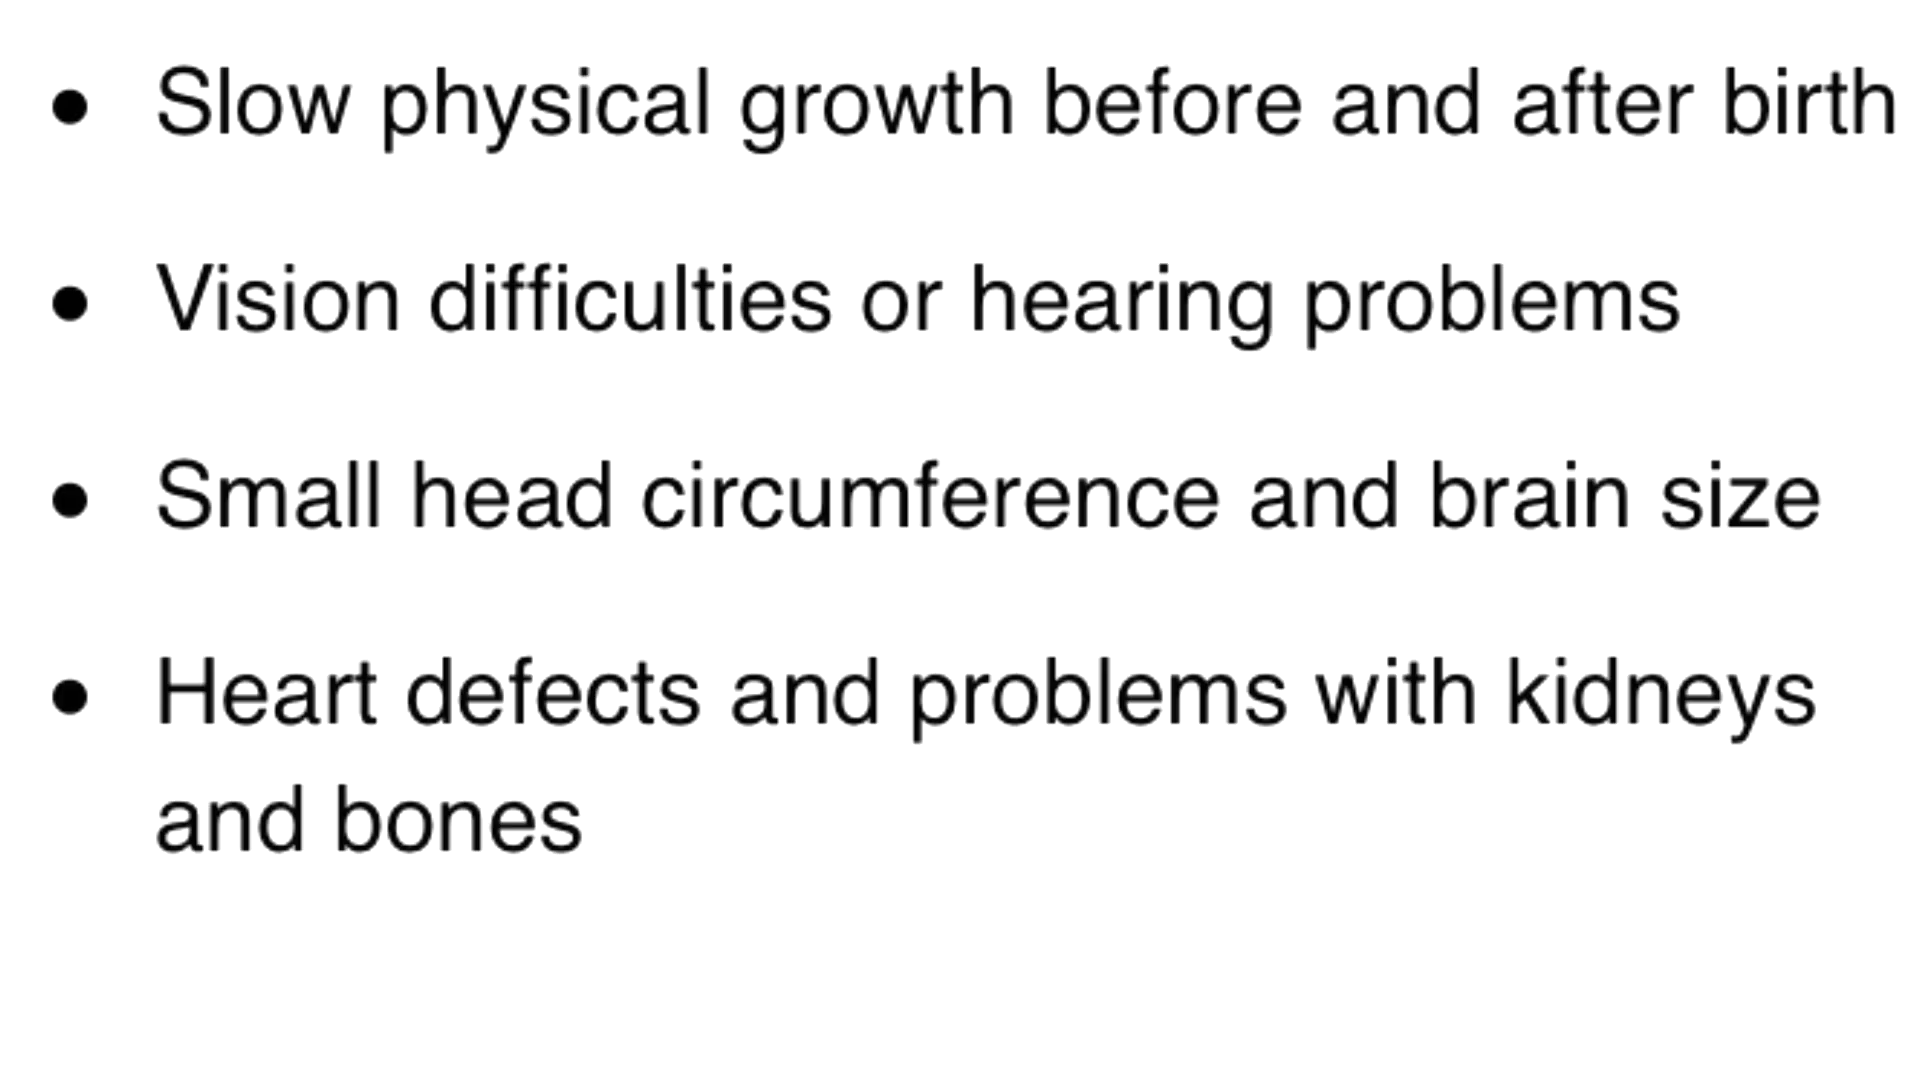 • Slow physical growth before and after birth
• Vision difficulties or hearing problems
• Small head circumference and brain size
• Heart defects and problems with kidneys
and bones